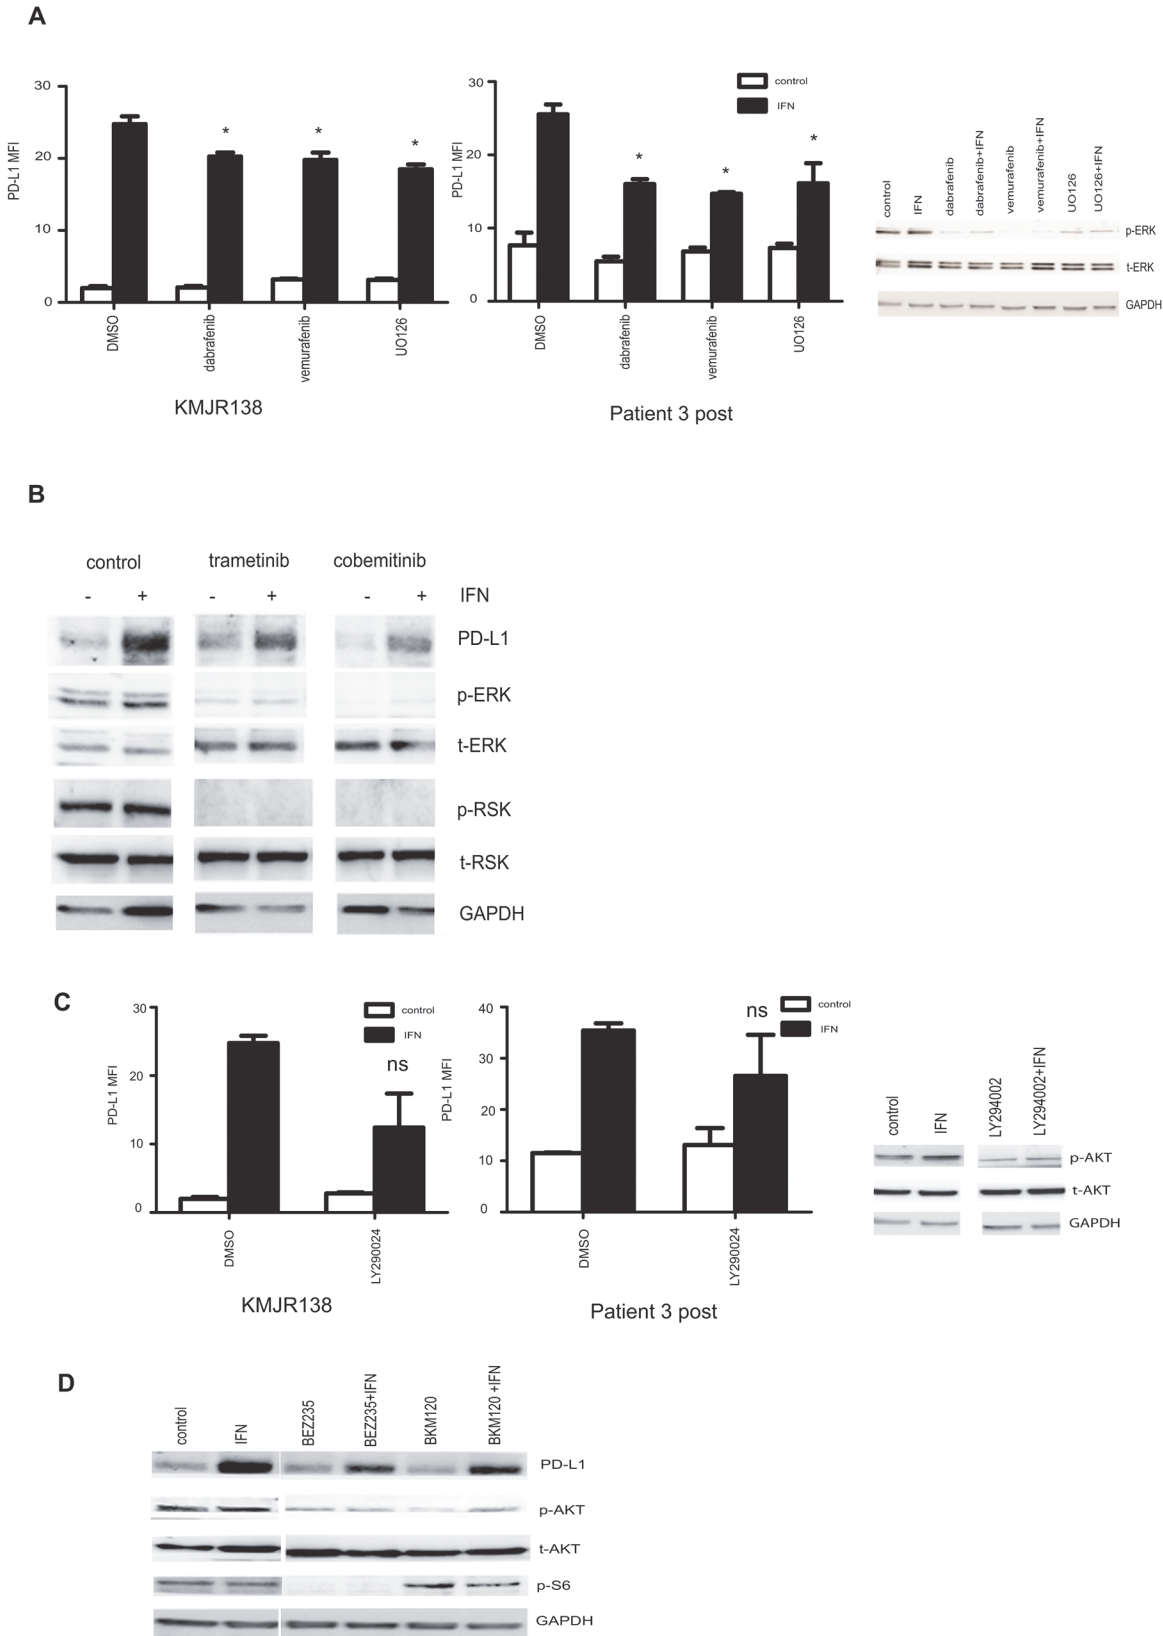 A
30
20
10
0
PD-L1 MFI
*
*
*
DMSO
dabrafenib
vemurafenib
UO126
KMJR138
30
20
10
0
PD-L1 MFI
control
IFN
*
*
*
DMSO
dabrafenib
vemurafenib
UO126
Patient 3 post
control
IFN
dabrafenib
dabrafenib+IFN
vemurafenib
vemurafenib+IFN
UO126
UO126+IFN
p-ERK
t-ERK
GAPDH
B
control trametinib cobemitinib
- + - + - + IFN
PD-L1
p-ERK
t-ERK
p-RSK
t-RSK
GAPDH
C
30
20
10
0
PD-L1 MFI
control
IFN
ns
DMSO
LY290024
KMJR138
40
30
20
10
0
PD-L1 MFI
control
IFN
ns
DMSO
LY290024
Patient 3 post
control
IFN
LY294002
LY294002+IFN
p-AKT
t-AKT
GAPDH
D
control
IFN
BEZ235
BEZ235+IFN
BKM120
BKM120 +IFN
PD-L1
p-AKT
t-AKT
p-S6
GAPDH